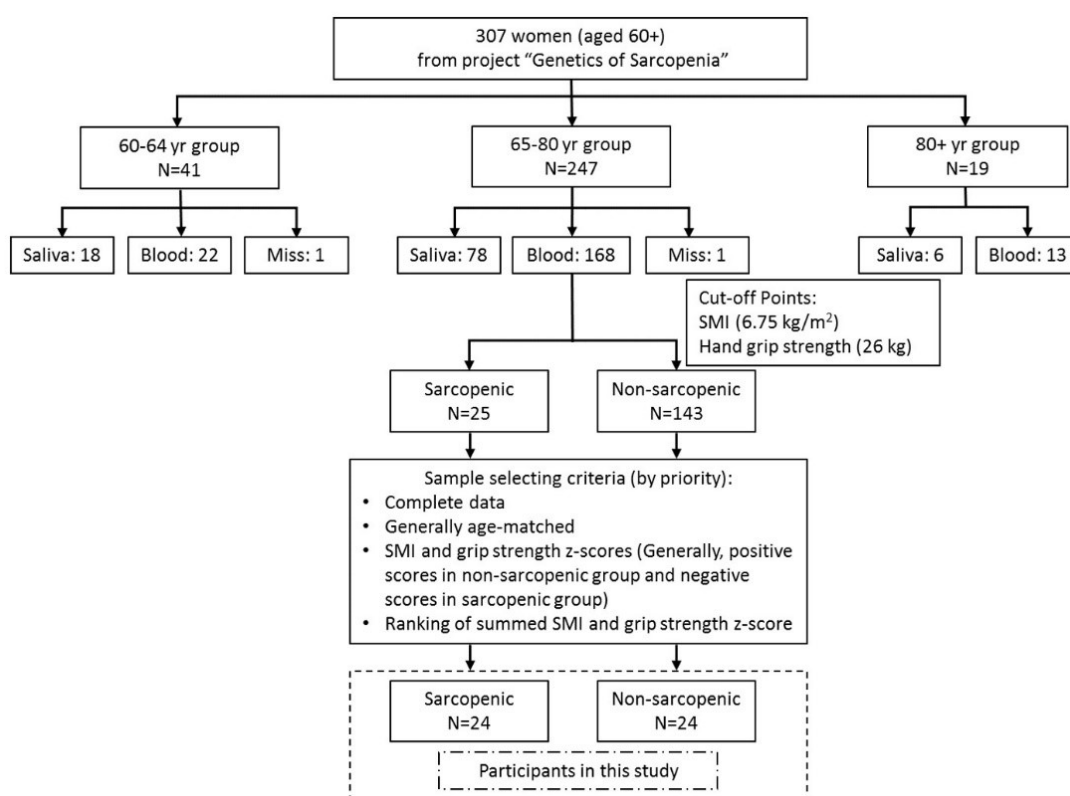 307 women (aged 60+)
from project “Genetics of Sarcopenia”
60-64 yr group
N=41
65-80 yr group
N=247
80+ yr group
N=19
Saliva: 18
Blood: 22
Miss: 1
Saliva: 78
Blood: 168
Miss: 1
Saliva: 6
Blood: 13
Cut-off Points:
SMI (6.75 kg/m²)
Hand grip strength (26 kg)
Sarcopenic
N=25
Non-sarcopenic
N=143
Sample selecting criteria (by priority):
• Complete data
• Generally age-matched
• SMI and grip strength z-scores (Generally, positive
scores in non-sarcopenic group and negative
scores in sarcopenic group)
• Ranking of summed SMI and grip strength z-score
Sarcopenic
N=24
Non-sarcopenic
N=24
Participants in this study